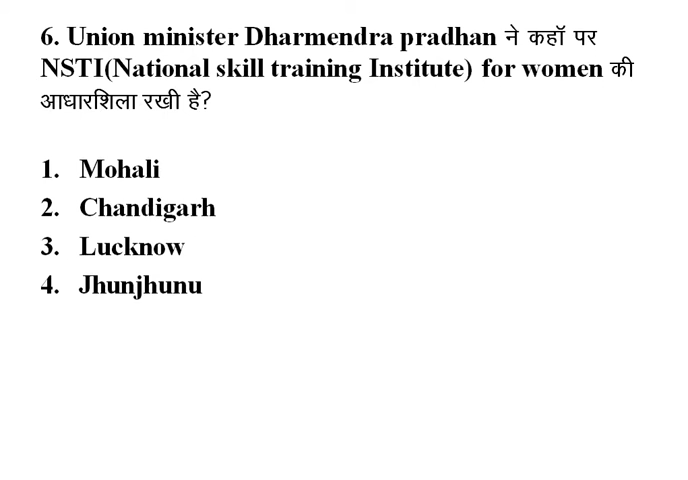 6. Union minister Dharmendra pradhan ने कहॉ पर
NSTI(National skill training Institute) for women की
आधारशिला रखी है?
1. Mohali
2. Chandigarh
3. Lucknow
4. Jhunjhunu